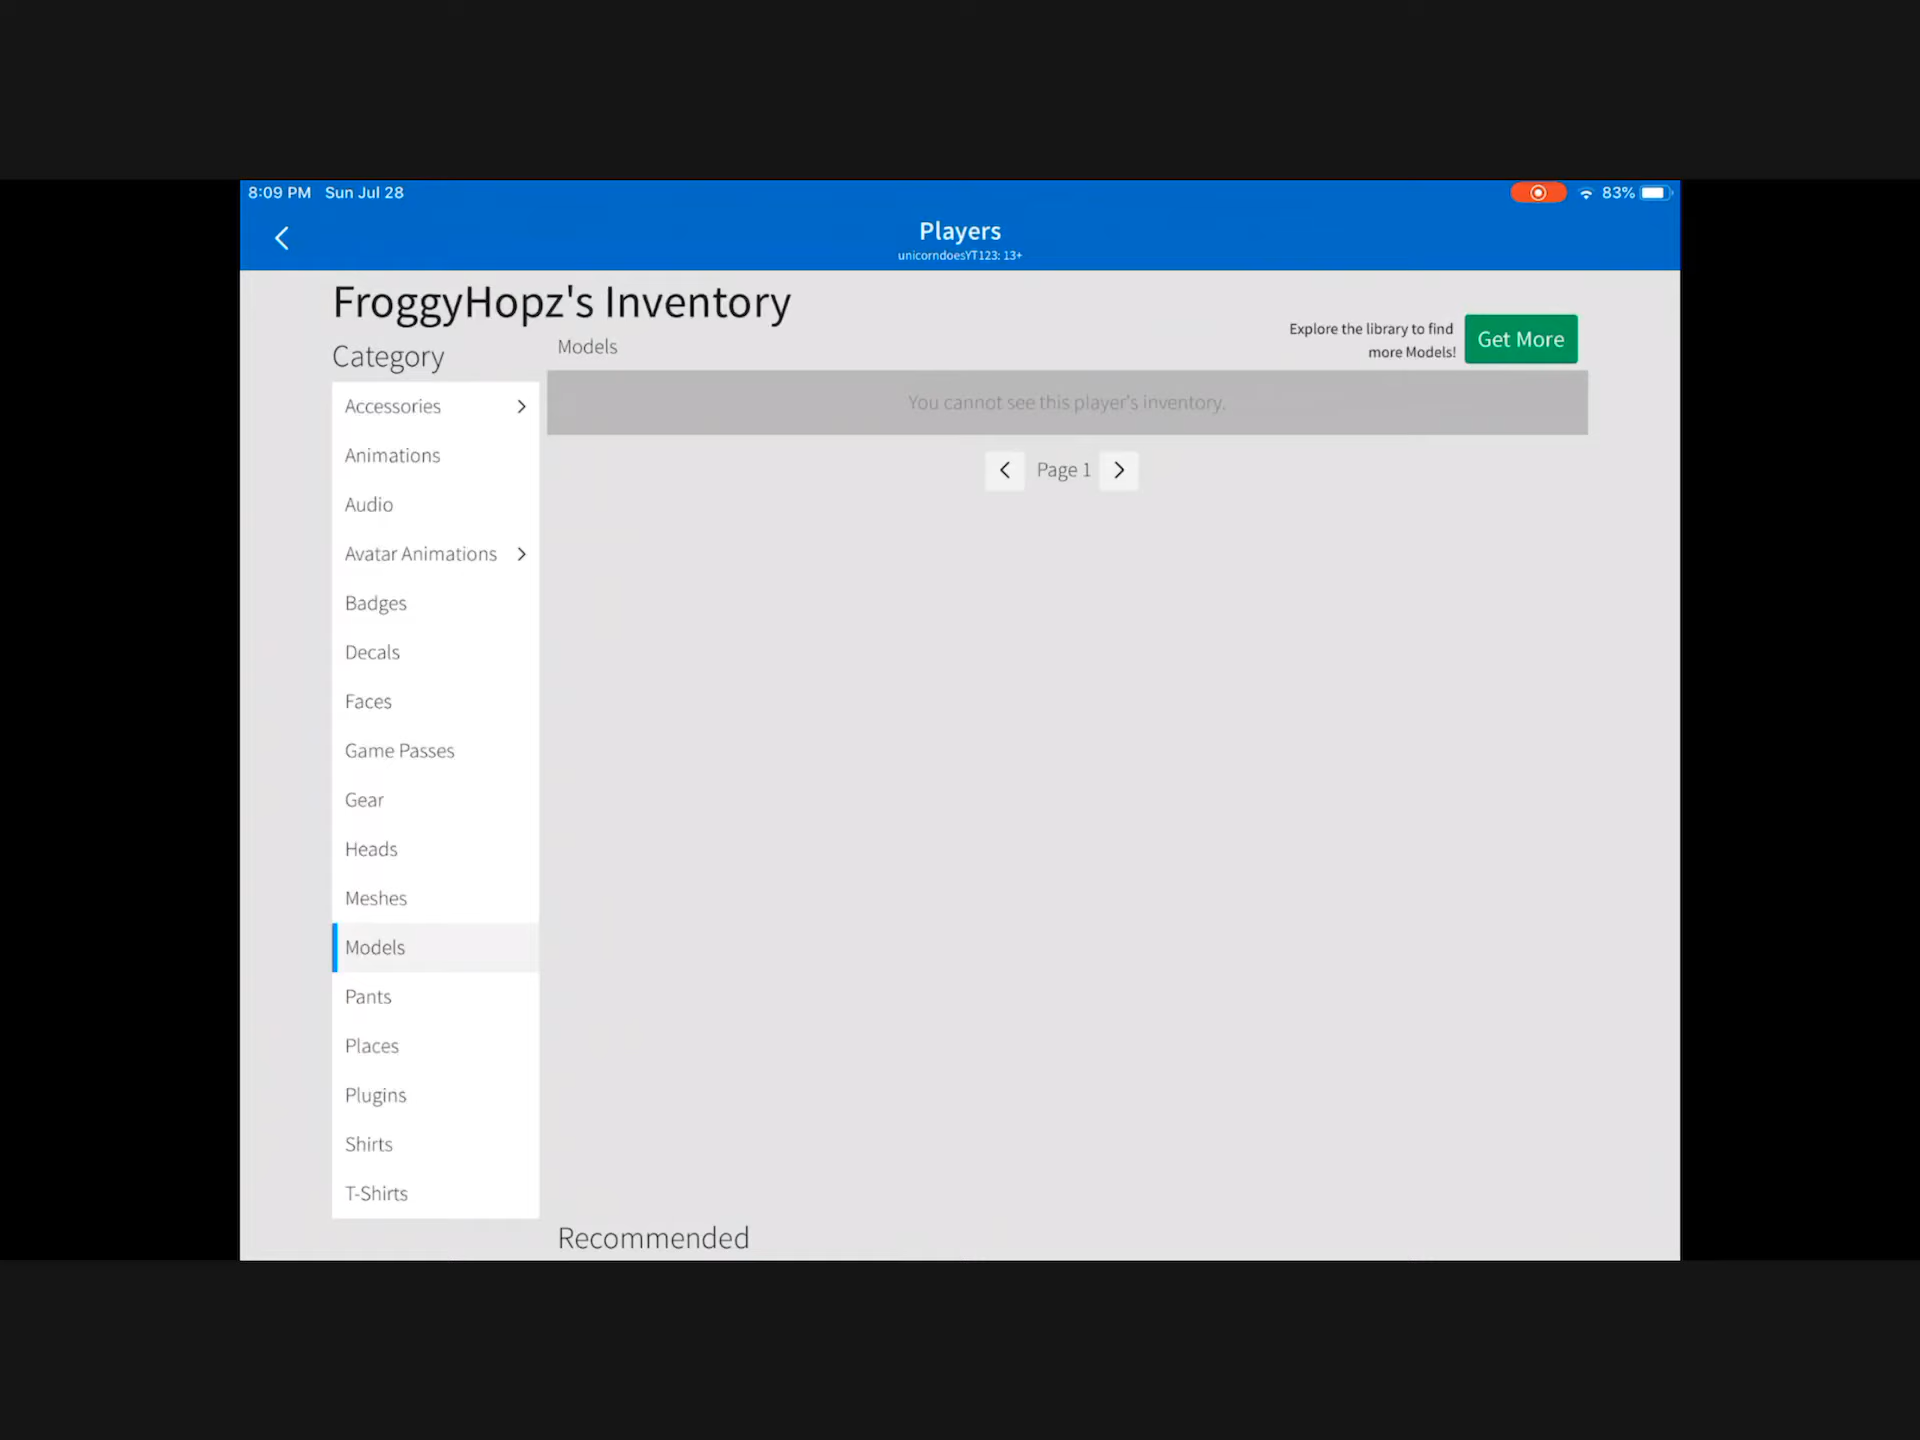 8:09 PM Sun Jul 28
83%
Players
unicorndoesYT123: 13+
FroggyHopz's Inventory
Category
Models
Explore the library to find
more Models!
Get More
You cannot see this player's inventory.
Page 1
Accessories
Animations
Audio
Avatar Animations
Badges
Decals
Faces
Game Passes
Gear
Heads
Meshes
Models
Pants
Places
Plugins
Shirts
T-Shirts
Recommended